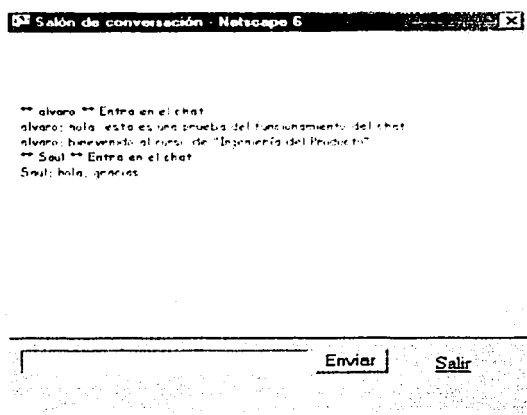 Salón de conversación - Netscape 6
** alvaro ** Entra en el chat
alvaro: hola, esto es una prueba del funcionamiento del chat
alvaro: bienvenido al curso de "Ingeniería del Producto"
** Saul ** Entra en el chat
Saul: hola, gracias
Enviar
Salir